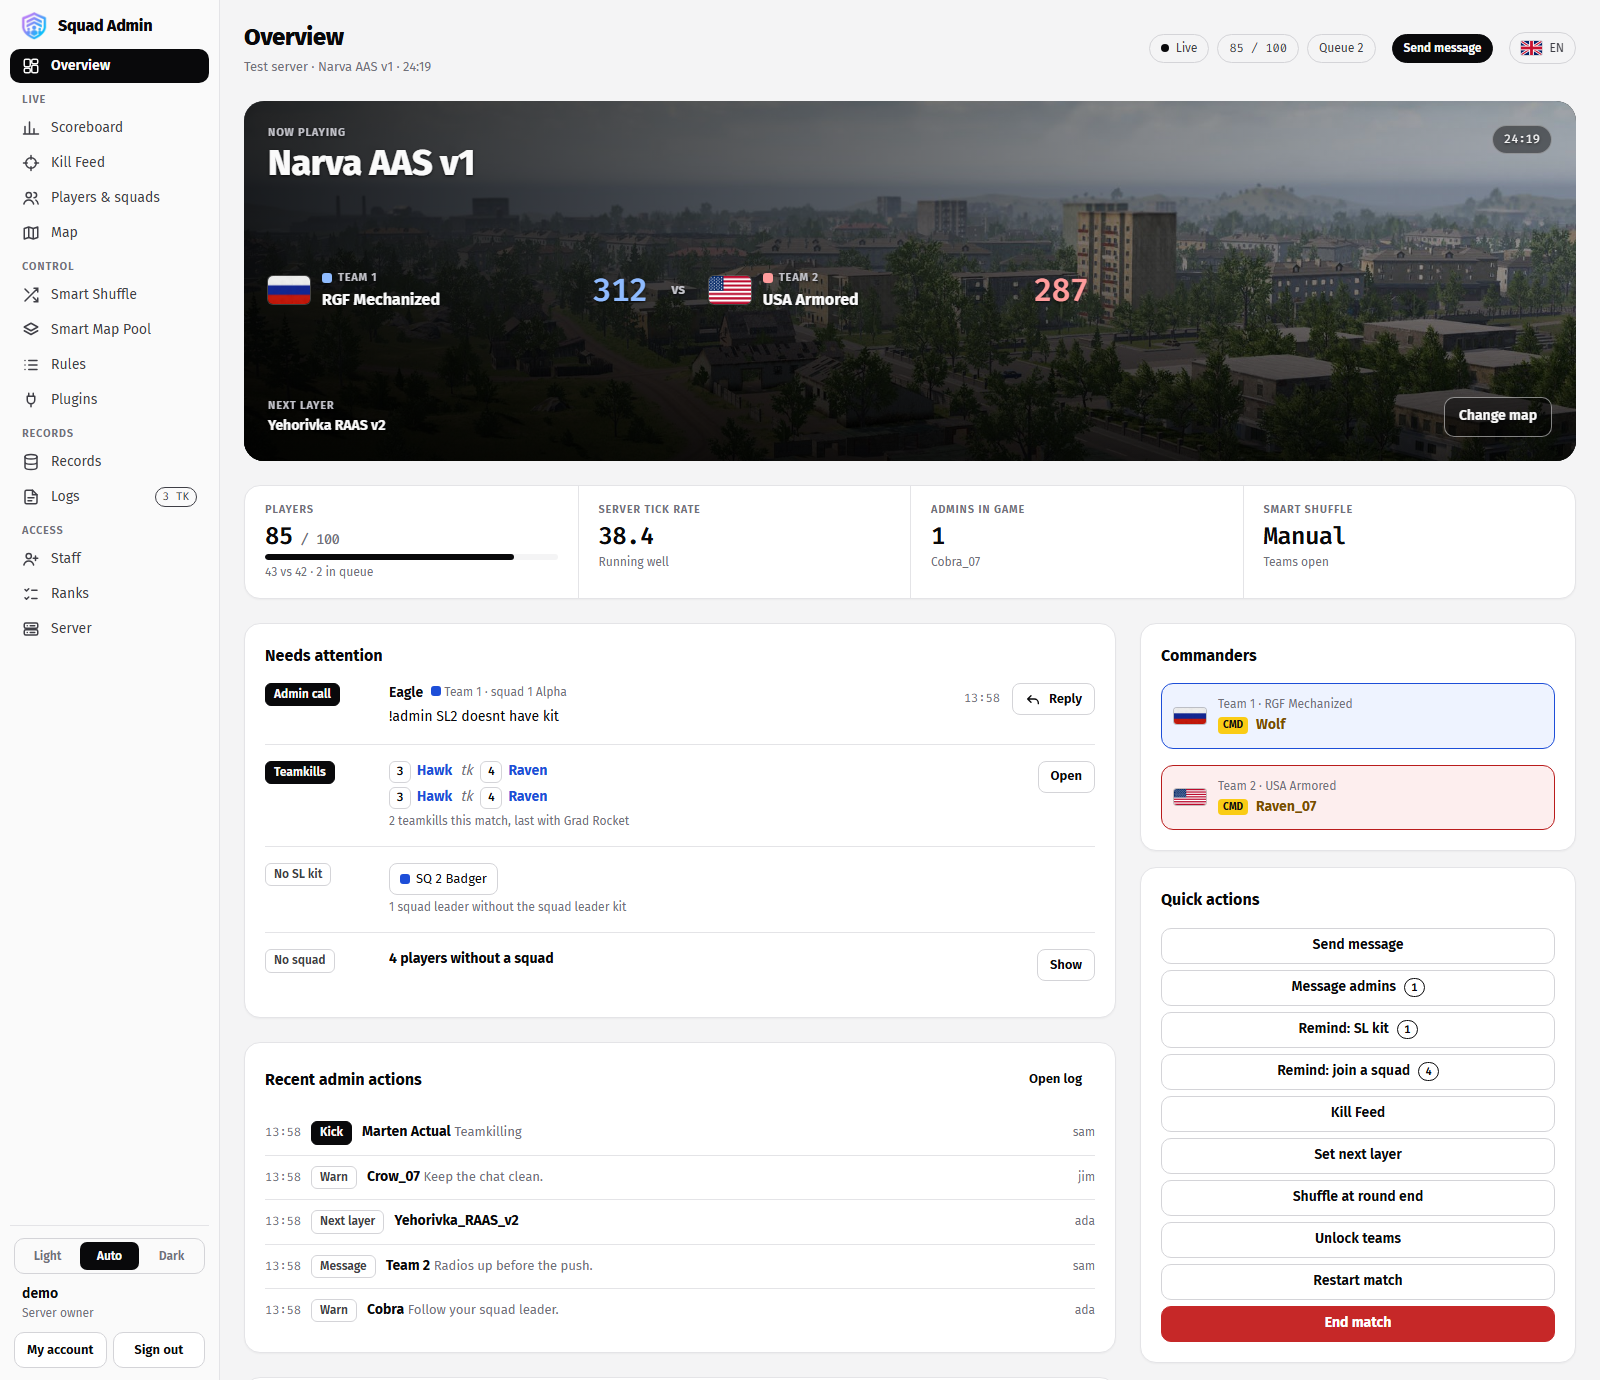 Squad Admin
Overview
LIVE
Scoreboard
Kill Feed
Players & squads
Map
CONTROL
Smart Shuffle
Smart Map Pool
Rules
Plugins
RECORDS
Records
Logs
3 TK
ACCESS
Staff
Ranks
Server
Light
Auto
Dark
demo
Server owner
My account
Sign out
Overview
Test server · Narva AAS v1 · 24:19
Live
85 / 100
Queue 2
Send message
EN
NOW PLAYING
Narva AAS v1
24:19
TEAM 1
RGF Mechanized
312
VS
TEAM 2
USA Armored
287
NEXT LAYER
Yehorivka RAAS v2
Change map
PLAYERS
85 / 100
43 vs 42 · 2 in queue
SERVER TICK RATE
38.4
Running well
ADMINS IN GAME
1
Cobra_07
SMART SHUFFLE
Manual
Teams open
Needs attention
Admin call
Eagle Team 1 · squad 1 Alpha
!admin SL2 doesnt have kit
13:58
Reply
Teamkills
3 Hawk tk 4 Raven
3 Hawk tk 4 Raven
2 teamkills this match, last with Grad Rocket
Open
No SL kit
SQ 2 Badger
1 squad leader without the squad leader kit
No squad
4 players without a squad
Show
Recent admin actions
Open log
13:58 Kick Marten Actual Teamkilling sam
13:58 Warn Crow_07 Keep the chat clean. jim
13:58 Next layer Yehorivka_RAAS_v2 ada
13:58 Message Team 2 Radios up before the push. sam
13:58 Warn Cobra Follow your squad leader. ada
Commanders
Team 1 · RGF Mechanized
CMD Wolf
Team 2 · USA Armored
CMD Raven_07
Quick actions
Send message
Message admins 1
Remind: SL kit 1
Remind: join a squad 4
Kill Feed
Set next layer
Shuffle at round end
Unlock teams
Restart match
End match